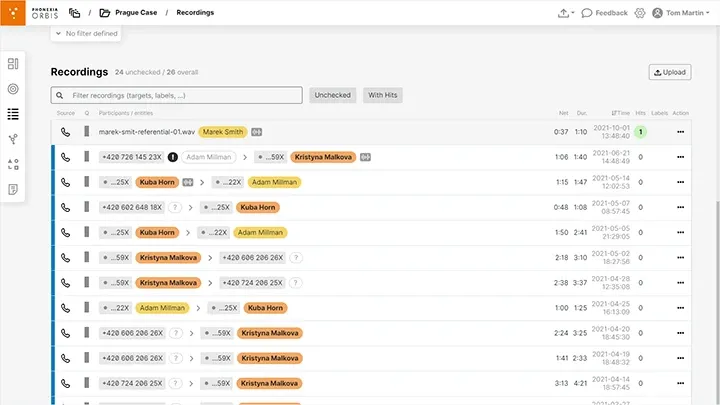 PHONEXIA ORBIS / Prague Case / Recordings Feedback Tom Martin
No filter defined
Recordings 24 unchecked / 26 overall Upload
Filter recordings (targets, labels, ...) Unchecked With Hits
Source Q Participants / entities Net Dur. Time Hits Labels Action
marek-smit-referential-01.wav Marek Smith 0:37 1:10 2021-10-01 13:48:40 1
+420 726 145 23X ! Adam Millman > ...59X Kristyna Malkova 1:06 1:40 2021-06-21 14:48:49 0
...25X Kuba Horn > ...22X Adam Millman 1:15 1:47 2021-05-14 12:02:53 0
+420 602 648 18X ? > ...25X Kuba Horn 0:48 1:08 2021-05-07 08:57:45 0
...25X Kuba Horn > ...22X Adam Millman 1:50 2:41 2021-05-05 21:29:05 0
...59X Kristyna Malkova > +420 606 206 26X ? 2:18 3:10 2021-05-02 18:27:56 0
...59X Kristyna Malkova > +420 724 206 25X ? 2:38 3:37 2021-04-28 12:35:08 0
...22X Adam Millman > ...25X Kuba Horn 1:00 1:25 2021-04-25 16:13:09 0
+420 606 206 26X ? > ...59X Kristyna Malkova 2:24 3:25 2021-04-20 18:45:30 0
+420 606 206 26X ? > ...59X Kristyna Malkova 1:41 2:33 2021-04-19 18:48:32 0
+420 724 206 25X ? > ...59X Kristyna Malkova 3:13 4:21 2021-04-14 18:57:45 0